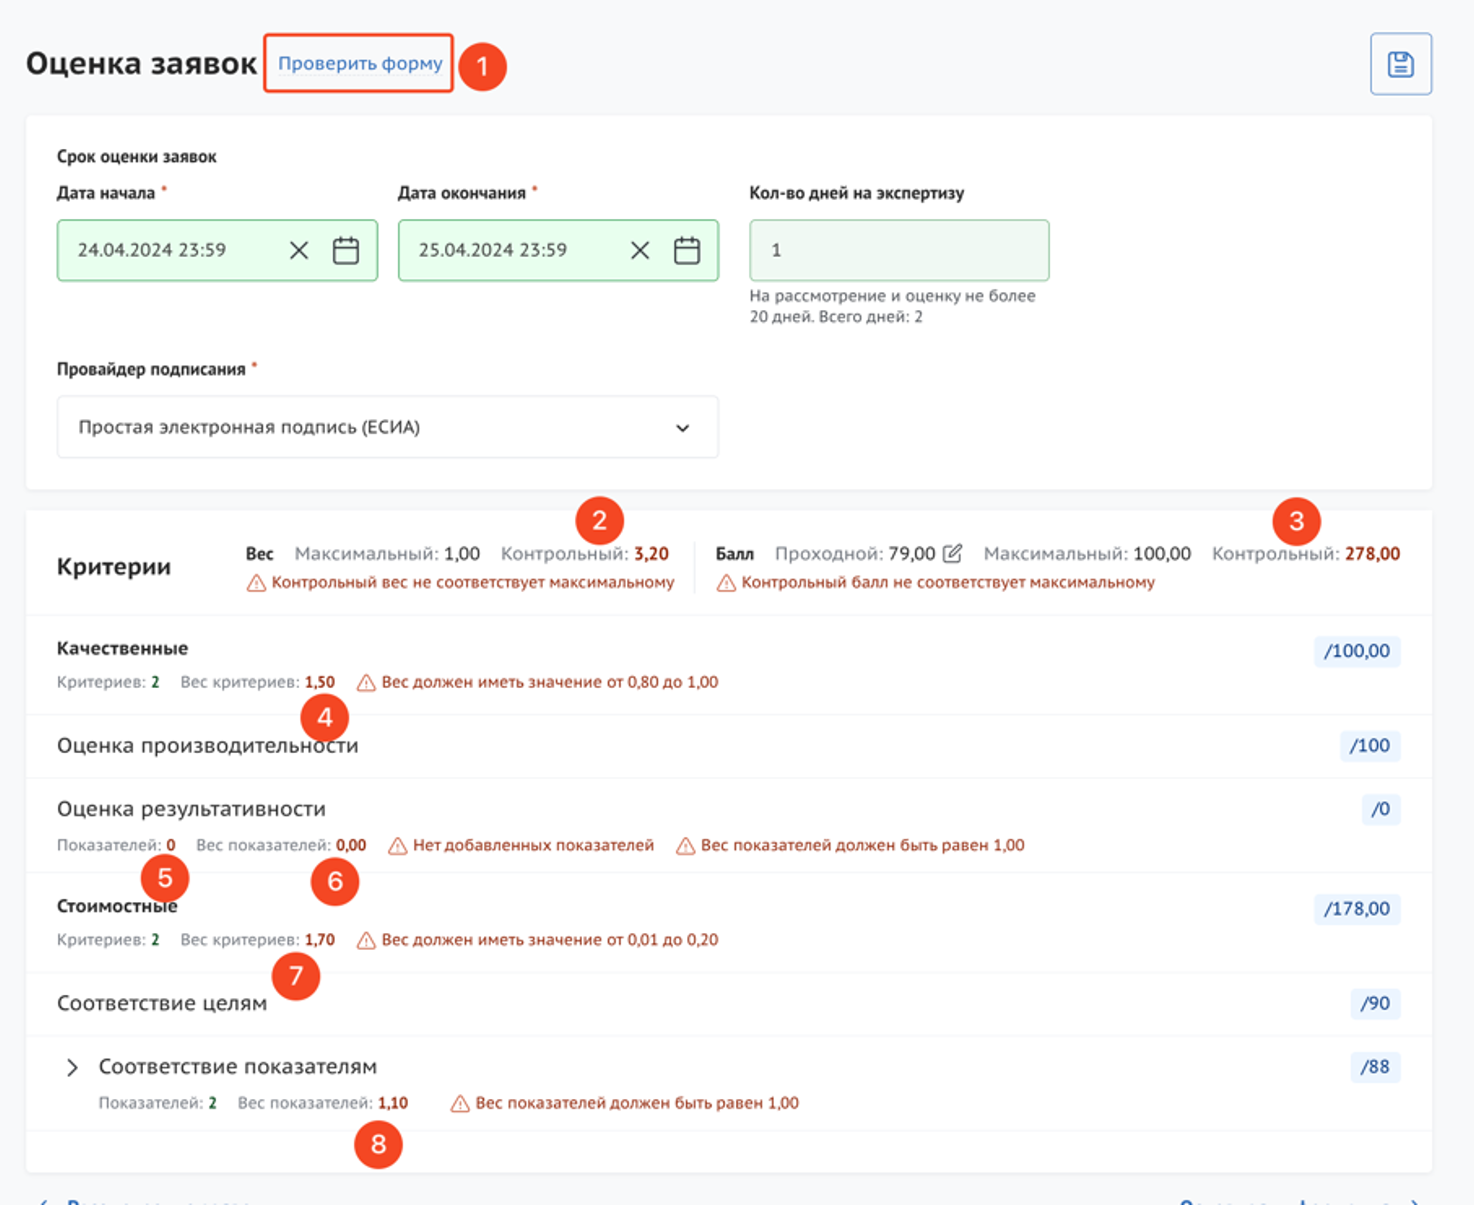 Оценка заявок Проверить форму 1
Срок оценки заявок
Дата начала * Дата окончания * Кол-во дней на экспертизу
24.04.2024 23:59 25.04.2024 23:59 1
На рассмотрение и оценку не более
20 дней. Всего дней: 2
Провайдер подписания *
Простая электронная подпись (ЕСИА)
2 3
Критерии Вес Максимальный: 1,00 Контрольный: 3,20 Балл Проходной: 79,00 Максимальный: 100,00 Контрольный: 278,00
Контрольный вес не соответствует максимальному Контрольный балл не соответствует максимальному
Качественные /100,00
Критериев: 2 Вес критериев: 1,50 Вес должен иметь значение от 0,80 до 1,00
4
Оценка производительности /100
Оценка результативности /0
Показателей: 0 Вес показателей: 0,00 Нет добавленных показателей Вес показателей должен быть равен 1,00
5 6
Стоимостные /178,00
Критериев: 2 Вес критериев: 1,70 Вес должен иметь значение от 0,01 до 0,20
7
Соответствие целям /90
Соответствие показателям /88
Показателей: 2 Вес показателей: 1,10 Вес показателей должен быть равен 1,00
8